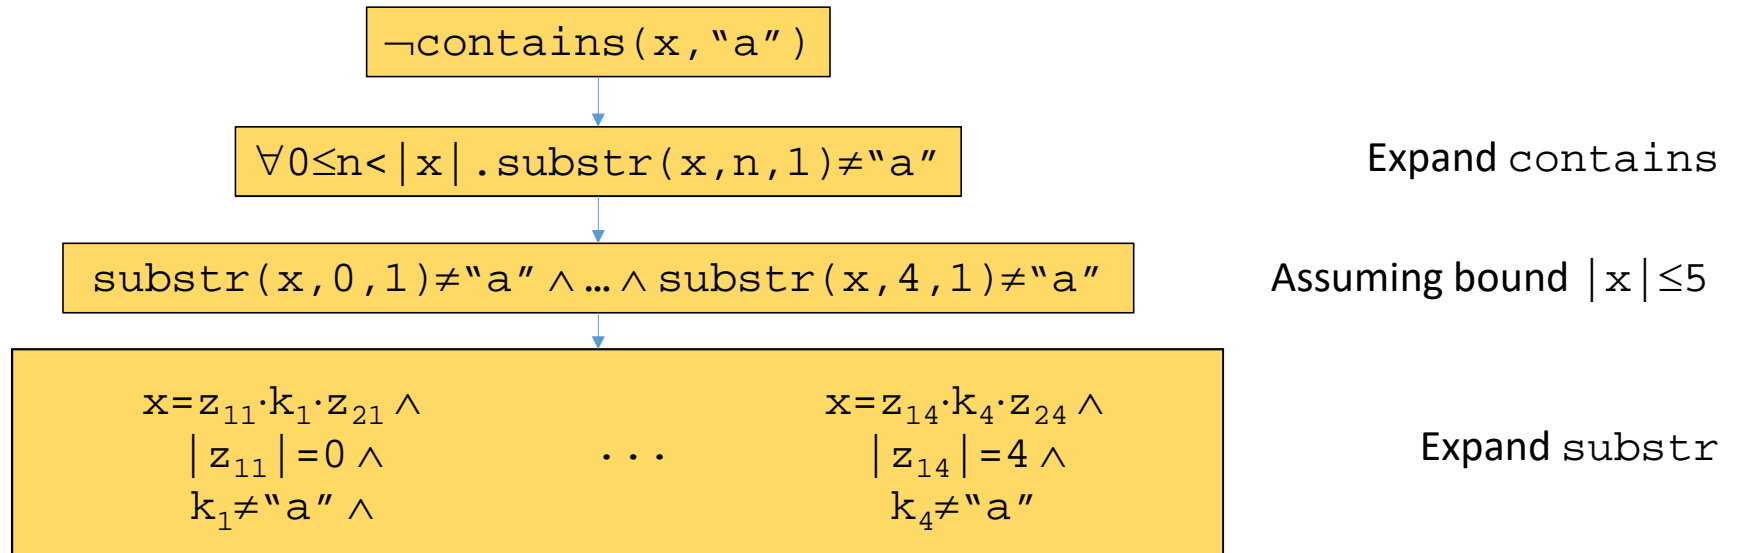 ¬contains(x,“a”)
∀0≤n<|x|.substr(x,n,1)≠“a”
Expand contains
substr(x,0,1)≠“a” ∧ … ∧ substr(x,4,1)≠“a”
Assuming bound |x|≤5
x=z₁₁·k₁·z₂₁ ∧
|z₁₁|=0 ∧
k₁≠“a” ∧
...
x=z₁₄·k₄·z₂₄ ∧
|z₁₄|=4 ∧
k₄≠“a”
Expand substr